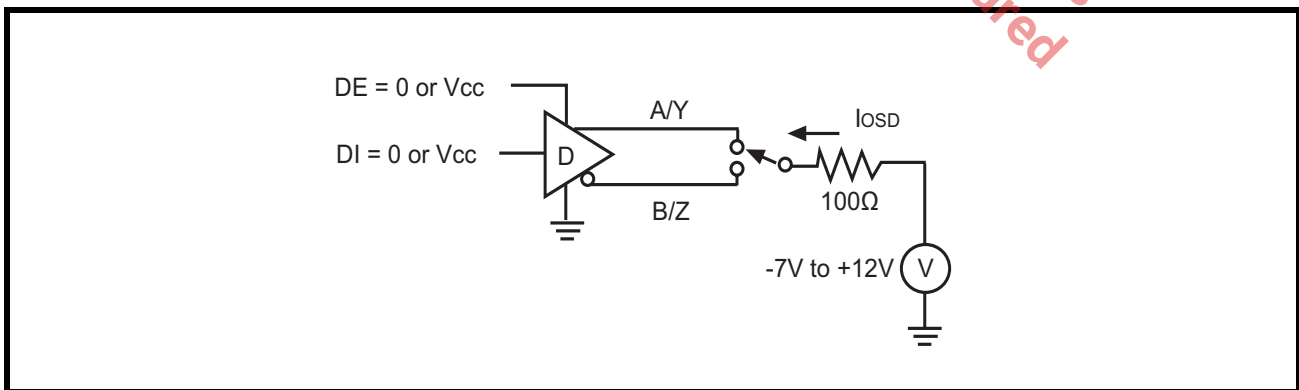 DE = 0 or Vcc
A/Y
IOSD
DI = 0 or Vcc
D
100Ω
B/Z
-7V to +12V
V